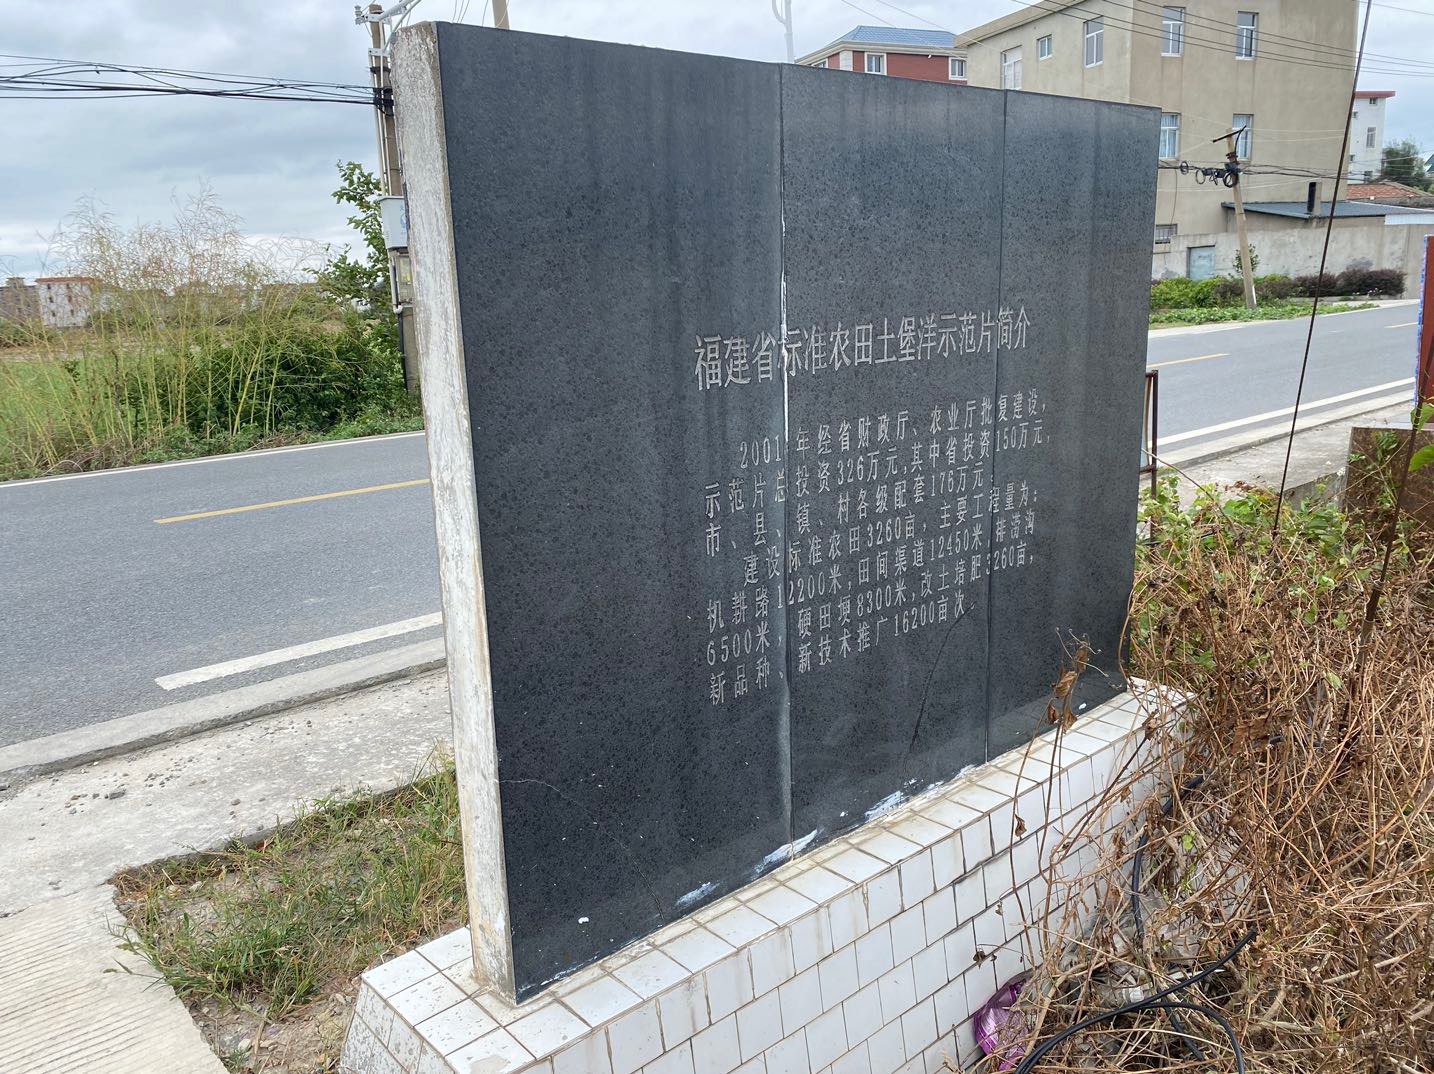 福建省标准农田土堡洋示范片简介
2001年经省财政厅、农业厅批复建设,
示范片总投资326万元,其中省投资150万元,
市、县、镇、村各级配套176万元。
建设标准农田3260亩,主要工程量为:
机耕路12200米,田间渠道12450米,排涝沟
6500米,硬田埂8300米,改土培肥3260亩,
新品种、新技术推广16200亩次。